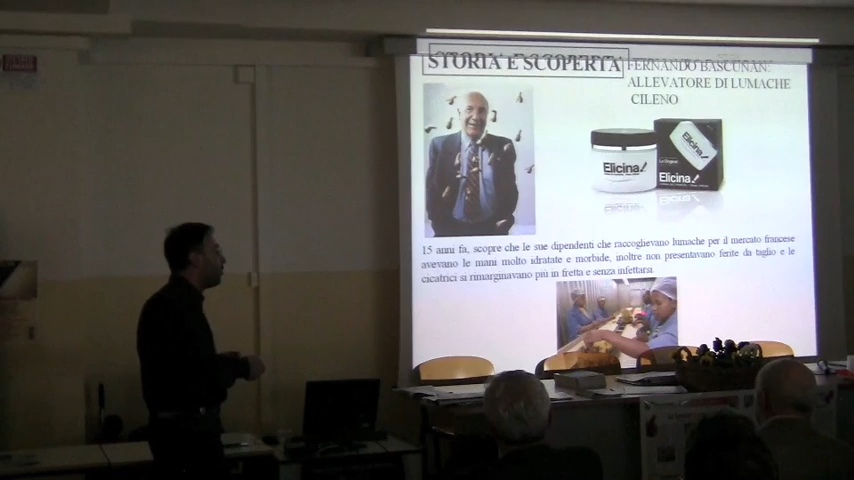 STORIA E SCOPERTA
FERNANDO BASCUNAN:
ALLEVATORE DI LUMACHE
CILENO
Elicina
Elicina
Elicina
15 anni fa, scopre che le sue dipendenti che raccoglievano lumache per il mercato francese
avevano le mani molto idratate e morbide, inoltre non presentavano ferite da taglio e le
cicatrici si rimarginavano più in fretta e senza infettarsi